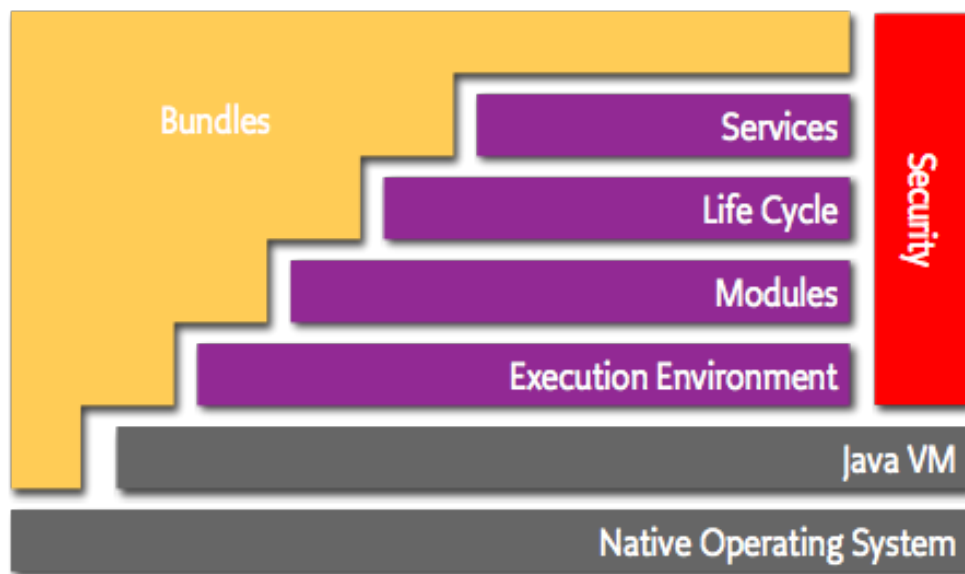 Bundles
Services
Life Cycle
Modules
Execution Environment
Security
Java VM
Native Operating System